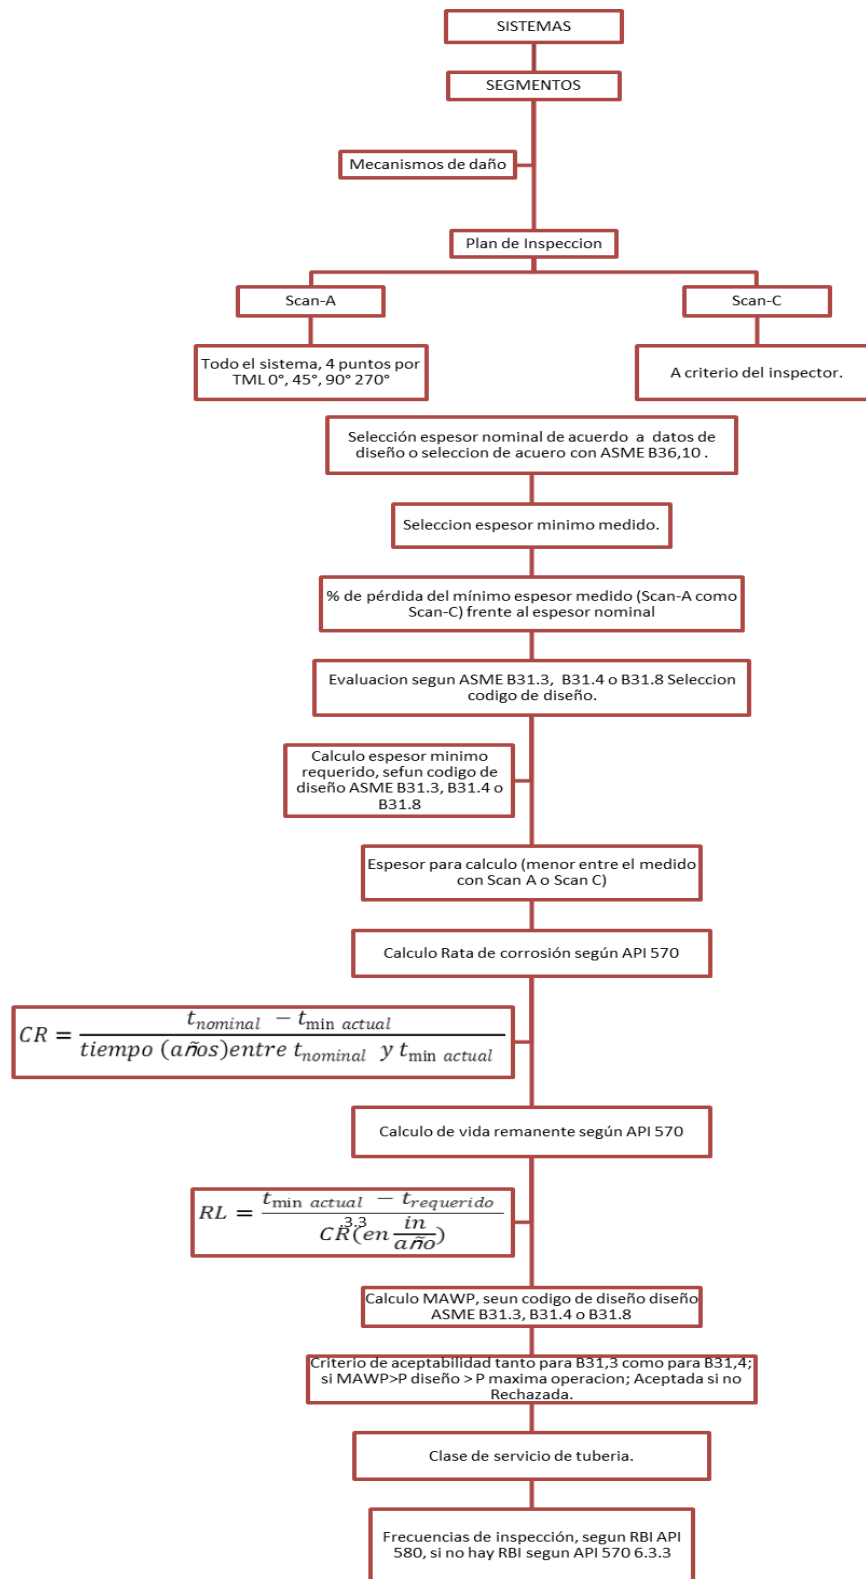 SISTEMAS
SEGMENTOS
Mecanismos de daño
Plan de Inspeccion
Scan-A
Scan-C
Todo el sistema, 4 puntos por
TML 0°, 45°, 90° 270°
A criterio del inspector.
Selección espesor nominal de acuerdo a datos de
diseño o seleccion de acuero con ASME B36,10 .
Seleccion espesor minimo medido.
% de pérdida del mínimo espesor medido (Scan-A como
Scan-C) frente al espesor nominal
Evaluacion segun ASME B31.3, B31.4 o B31.8 Seleccion
codigo de diseño.
Calculo espesor minimo
requerido, sefun codigo de
diseño ASME B31.3, B31.4 o
B31.8
Espesor para calculo (menor entre el medido
con Scan A o Scan C)
Calculo Rata de corrosión según API 570
CR = (t nominal − t min actual) / (tiempo (años)entre t nominal y t min actual)
Calculo de vida remanente según API 570
RL = (t min actual − t requerido) / (CR(en in/año))
3.3
Calculo MAWP, seun codigo de diseño diseño
ASME B31.3, B31.4 o B31.8
Criterio de aceptabilidad tanto para B31,3 como para B31,4;
si MAWP>P diseño > P maxima operacion; Aceptada si no
Rechazada.
Clase de servicio de tuberia.
Frecuencias de inspección, segun RBI API
580, si no hay RBI segun API 570 6.3.3